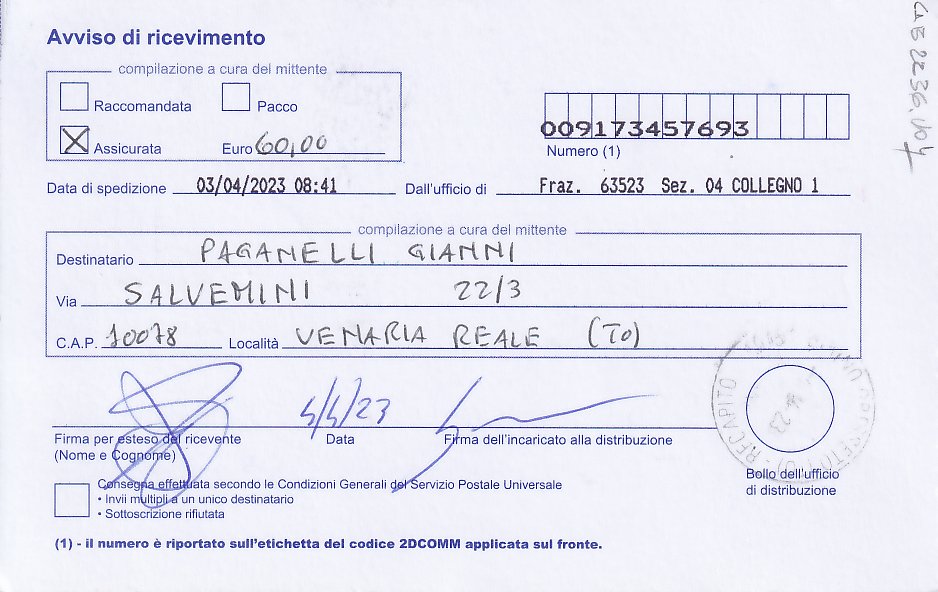 Avviso di ricevimento
compilazione a cura del mittente
Raccomandata Pacco
Assicurata Euro 60,00
009173457693
Numero (1)
Data di spedizione 03/04/2023 08:41 Dall'ufficio di Fraz. 63523 Sez. 04 COLLEGNO 1
compilazione a cura del mittente
Destinatario PAGANELLI GIANNI
Via SALVEMINI 22/3
C.A.P. 10078 Località VENARIA REALE (TO)
Firma per esteso del ricevente
(Nome e Cognome)
Data
Firma dell'incaricato alla distribuzione
RECAPITO
Bollo dell'ufficio
di distribuzione
Consegna effettuata secondo le Condizioni Generali del Servizio Postale Universale
• Invii multipli a un unico destinatario
• Sottoscrizione rifiutata
(1) - il numero è riportato sull'etichetta del codice 2DCOMM applicata sul fronte.